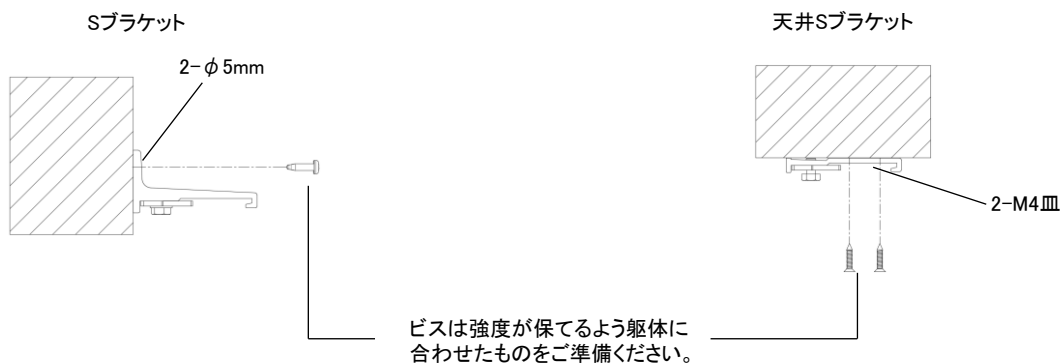 Sブラケット
天井Sブラケット
2-φ5mm
2-M4皿
ビスは強度が保てるよう躯体に
合わせたものをご準備ください。